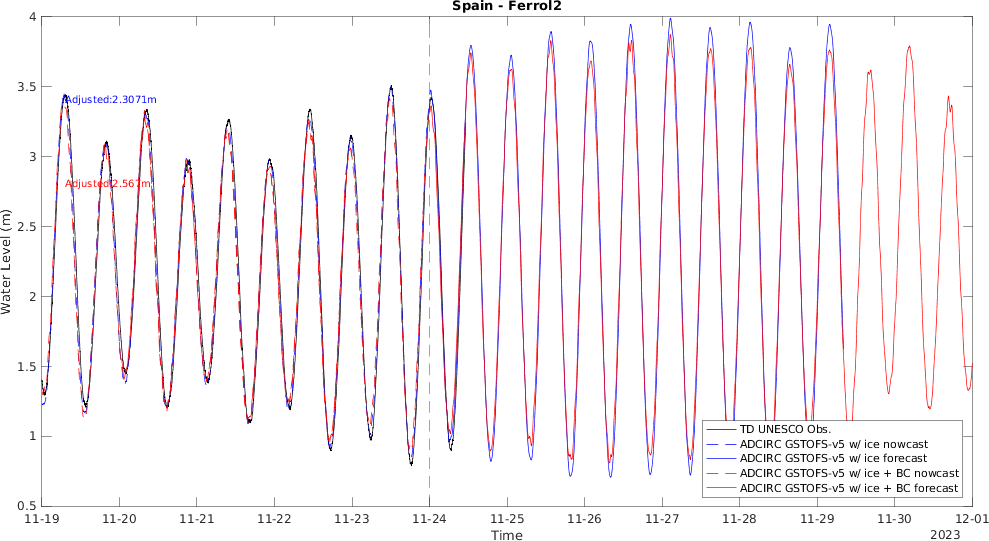 Spain - Ferrol2
4
3.5
3
2.5
2
1.5
1
0.5
Water Level (m)
Adjusted:2.3071m
Adjusted:2.567m
TD UNESCO Obs.
ADCIRC GSTOFS-v5 w/ ice nowcast
ADCIRC GSTOFS-v5 w/ ice forecast
ADCIRC GSTOFS-v5 w/ ice + BC nowcast
ADCIRC GSTOFS-v5 w/ ice + BC forecast
11-19 11-20 11-21 11-22 11-23 11-24 11-25 11-26 11-27 11-28 11-29 11-30 12-01
Time
2023